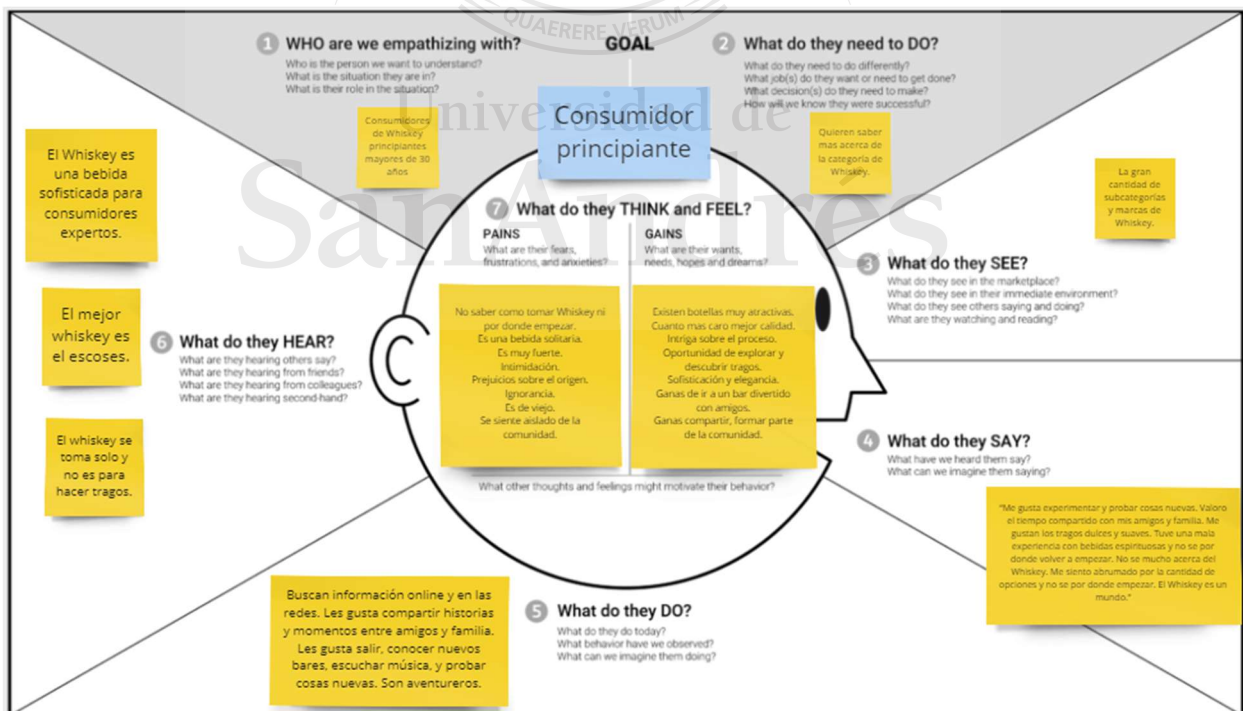 QUAERERE VERUM
Universidad de
SanAndrés
GOAL
Consumidor
principiante
1 WHO are we empathizing with?
Who is the person we want to understand?
What is the situation they are in?
What is their role in the situation?
Consumidores
de Whiskey
principiantes
mayores de 30
años
2 What do they need to DO?
What do they need to do differently?
What job(s) do they want or need to get done?
What decision(s) do they need to make?
How will we know they were successful?
Quieren saber
mas acerca de
la categoría de
Whiskey.
La gran
cantidad de
subcategorías
y marcas de
Whiskey.
3 What do they SEE?
What do they see in the marketplace?
What do they see in their immediate environment?
What do they see others saying and doing?
What are they watching and reading?
4 What do they SAY?
What have we heard them say?
What can we imagine them saying?
"Me gusta experimentar y probar cosas nuevas. Valoro
el tiempo compartido con mis amigos y familia. Me
gustan los tragos dulces y suaves. Tuve una mala
experiencia con bebidas espirituosas y no se por
donde volver a empezar. No se mucho acerca del
Whiskey. Me siento abrumado por la cantidad de
opciones y no se por donde empezar. El Whiskey es un
mundo."
5 What do they DO?
What do they do today?
What behavior have we observed?
What can we imagine them doing?
Buscan información online y en las
redes. Les gusta compartir historias
y momentos entre amigos y familia.
Les gusta salir, conocer nuevos
bares, escuchar música, y probar
cosas nuevas. Son aventureros.
6 What do they HEAR?
What are they hearing others say?
What are they hearing from friends?
What are they hearing from colleagues?
What are they hearing second-hand?
El Whiskey es
una bebida
sofisticada para
consumidores
expertos.
El mejor
whiskey es
el escoses.
El whiskey se
toma solo y
no es para
hacer tragos.
7 What do they THINK and FEEL?
PAINS
What are their fears,
frustrations, and anxieties?
No saber como tomar Whiskey ni
por donde empezar.
Es una bebida solitaria.
Es muy fuerte.
Intimidación.
Prejuicios sobre el origen.
Ignorancia.
Es de viejo.
Se siente aislado de la
comunidad.
GAINS
What are their wants,
needs, hopes and dreams?
Existen botellas muy atractivas.
Cuanto mas caro mejor calidad.
Intriga sobre el proceso.
Oportunidad de explorar y
descubrir tragos.
Sofisticación y elegancia.
Ganas de ir a un bar divertido
con amigos.
Ganas compartir, formar parte
de la comunidad.
What other thoughts and feelings might motivate their behavior?